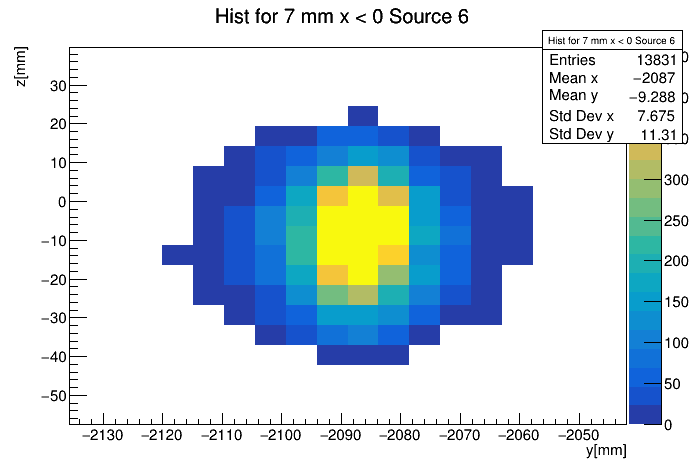 Hist for 7 mm x < 0 Source 6
z[mm]
Hist for 7 mm x < 0 Source 6
Entries 13831
Mean x −2087
Mean y −9.288
Std Dev x 7.675
Std Dev y 11.31
30
20
10
0
−10
−20
−30
−40
−50
300
250
200
150
100
50
0
−2130 −2120 −2110 −2100 −2090 −2080 −2070 −2060 −2050
y[mm]